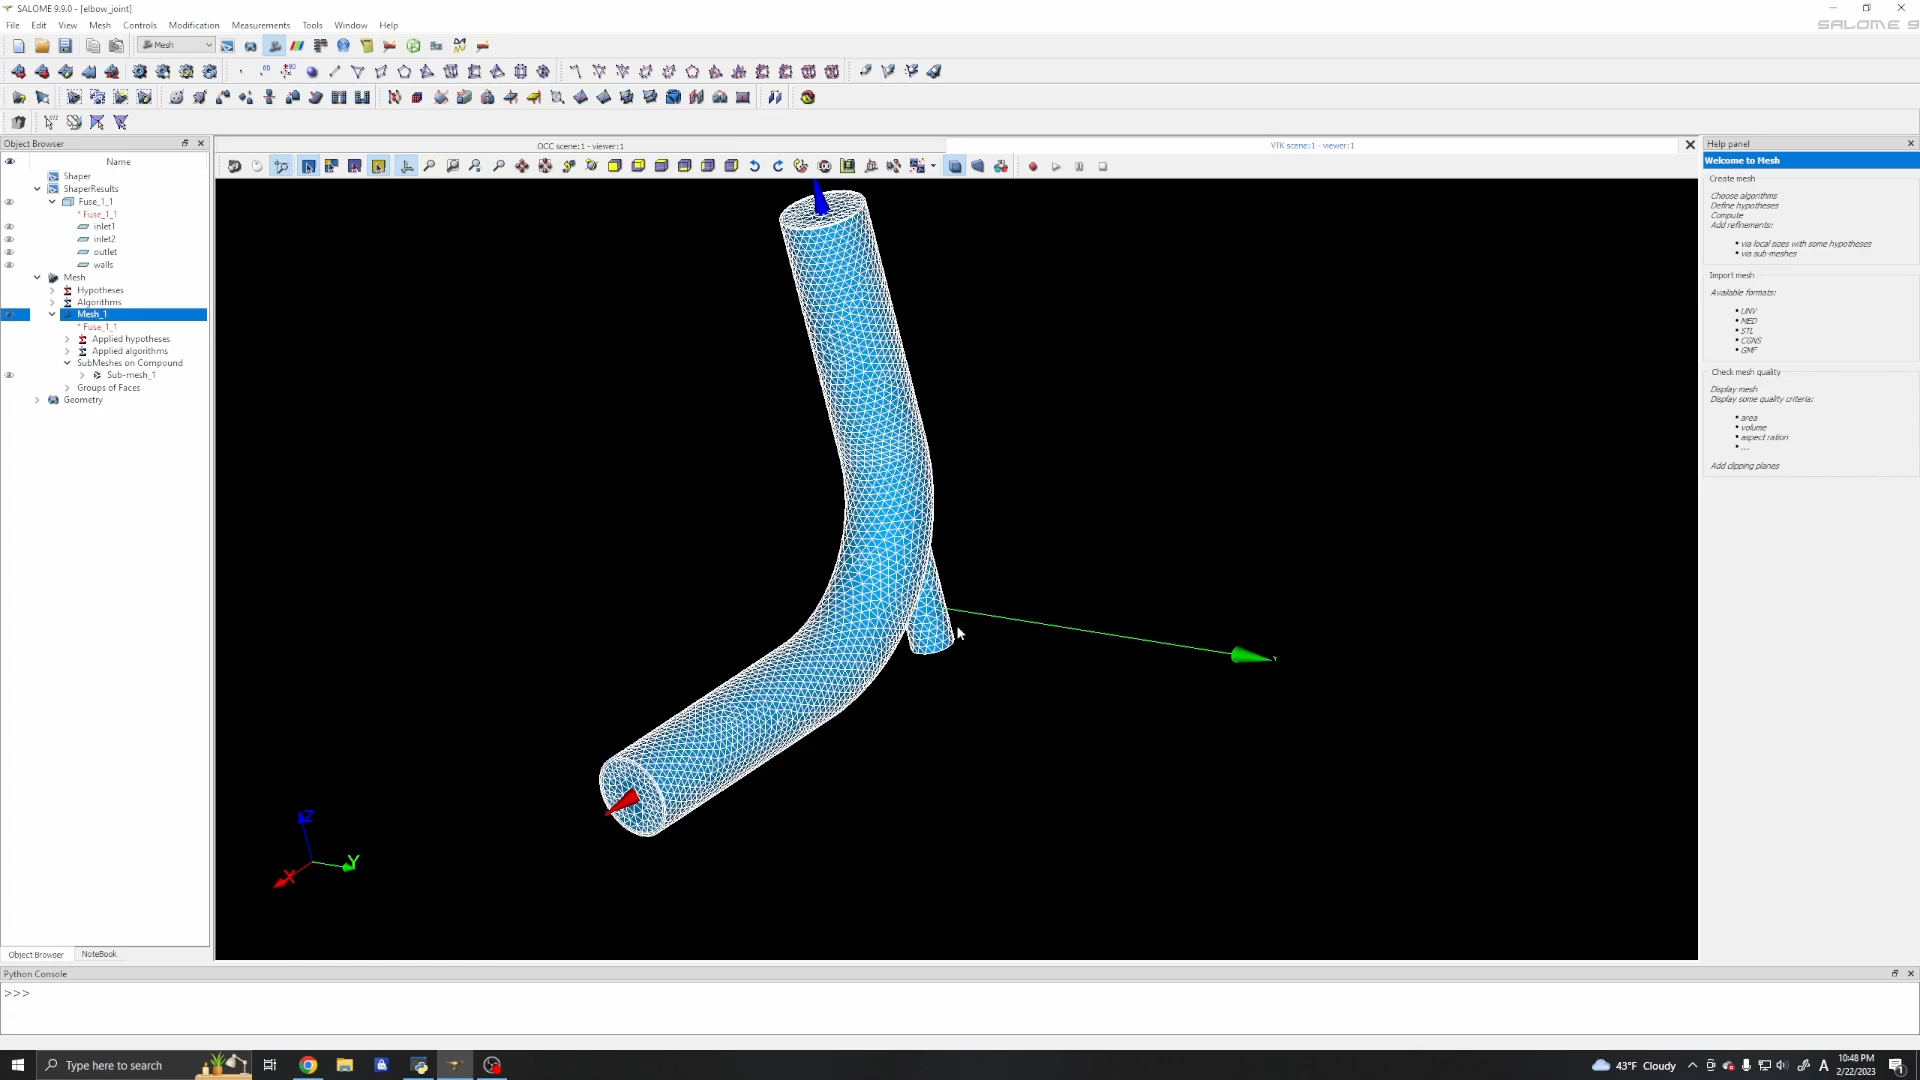 SALOME 9.9.0 - [elbow_joint]
File Edit View Mesh Controls Modification Measurements Tools Window Help
SALOME 9
Mesh
Object Browser
Name
Shaper
ShaperResults
Fuse_1_1
* Fuse_1_1
inlet1
inlet2
outlet
walls
Mesh
Hypotheses
Algorithms
Mesh_1
* Fuse_1_1
Applied hypotheses
Applied algorithms
SubMeshes on Compound
Sub-mesh_1
Groups of Faces
Geometry
Object Browser NoteBook
OCC scene:1 - viewer:1
VTK scene:1 - viewer:1
Y
Z
Y
X
Help panel
Welcome to Mesh
Create mesh
Choose algorithms
Define hypotheses
Compute
Add refinements:
via local sizes with some hypotheses
via sub-meshes
Import mesh
Available formats:
UNV
MED
STL
CGNS
GMF
Check mesh quality
Display mesh
Display some quality criteria:
area
volume
aspect ration
...
Add clipping planes
Python Console
>>>
Type here to search
43°F Cloudy
A
10:48 PM
2/22/2023
1